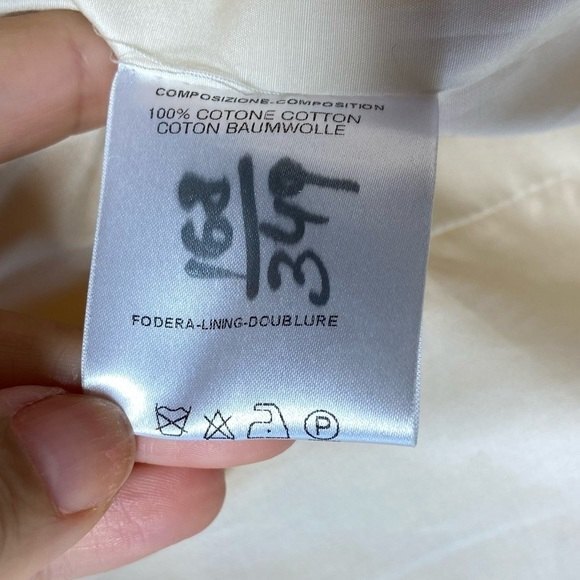 COMPOSIZIONE-COMPOSITION
100% COTONE COTTON
COTON BAUMWOLLE
168
349
FODERA-LINING-DOUBLURE
P